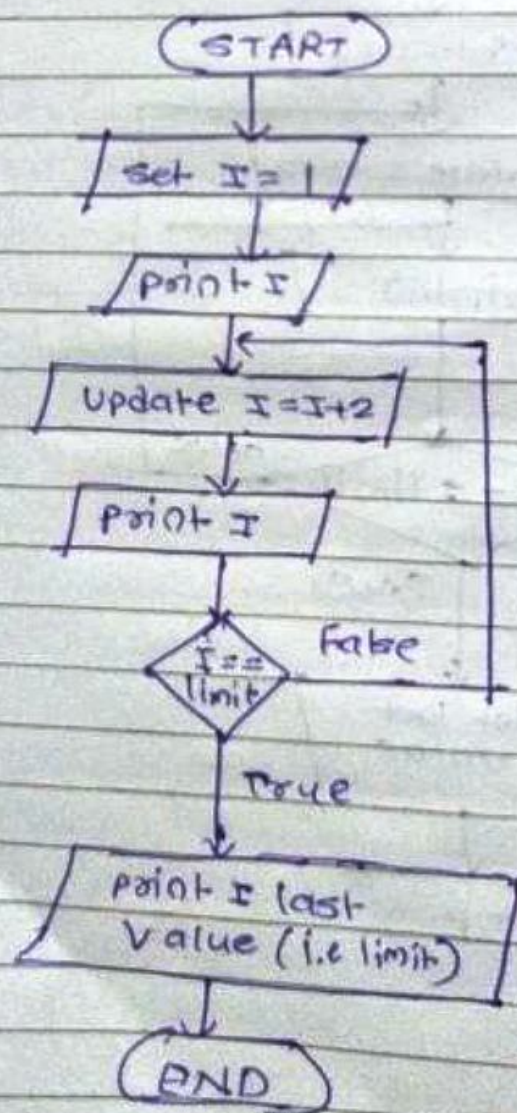 START
set I = 1
print I
Update I=I+2
print I
I ==
limit
False
True
print I last
Value (i.e limit)
END